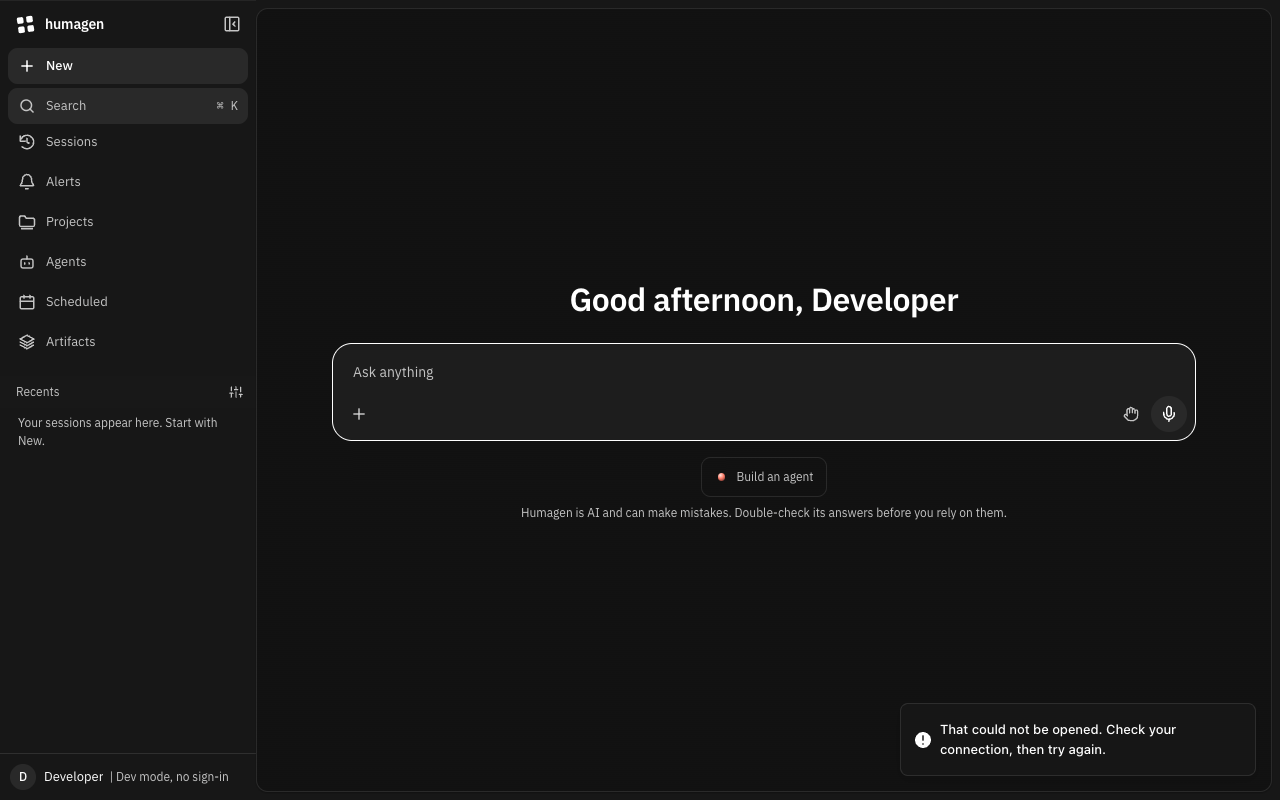 humagen
New
Search ⌘ K
Sessions
Alerts
Projects
Agents
Scheduled
Artifacts
Recents
Your sessions appear here. Start with
New.
D Developer | Dev mode, no sign-in
Good afternoon, Developer
Ask anything
Build an agent
Humagen is AI and can make mistakes. Double-check its answers before you rely on them.
That could not be opened. Check your
connection, then try again.